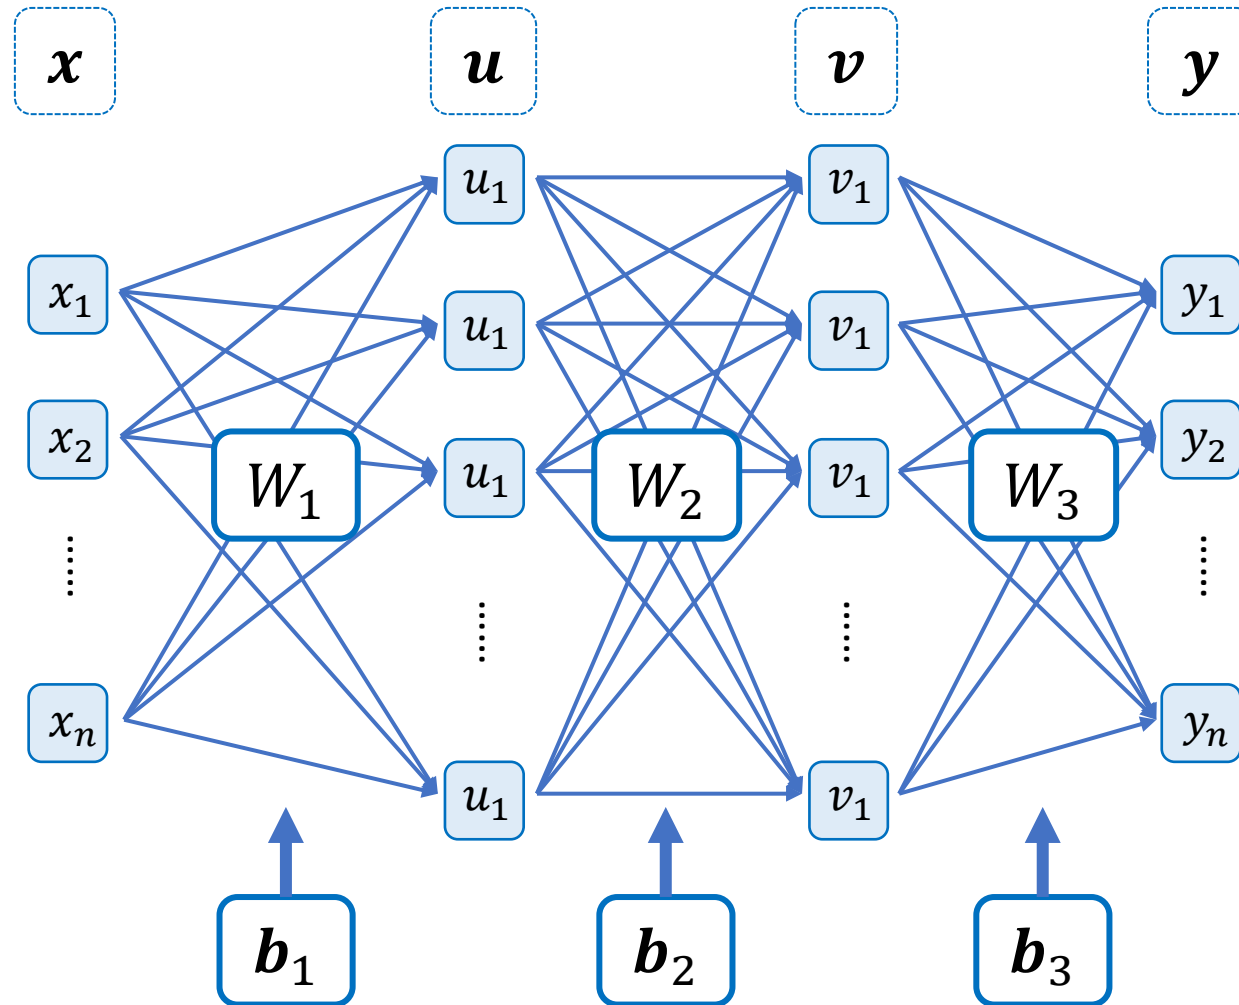 x u v y
u₁ v₁
x₁ y₁
u₁ v₁
x₂ y₂
u₁ v₁
W₁ W₂ W₃
xₙ yₙ
u₁ v₁
b₁ b₂ b₃